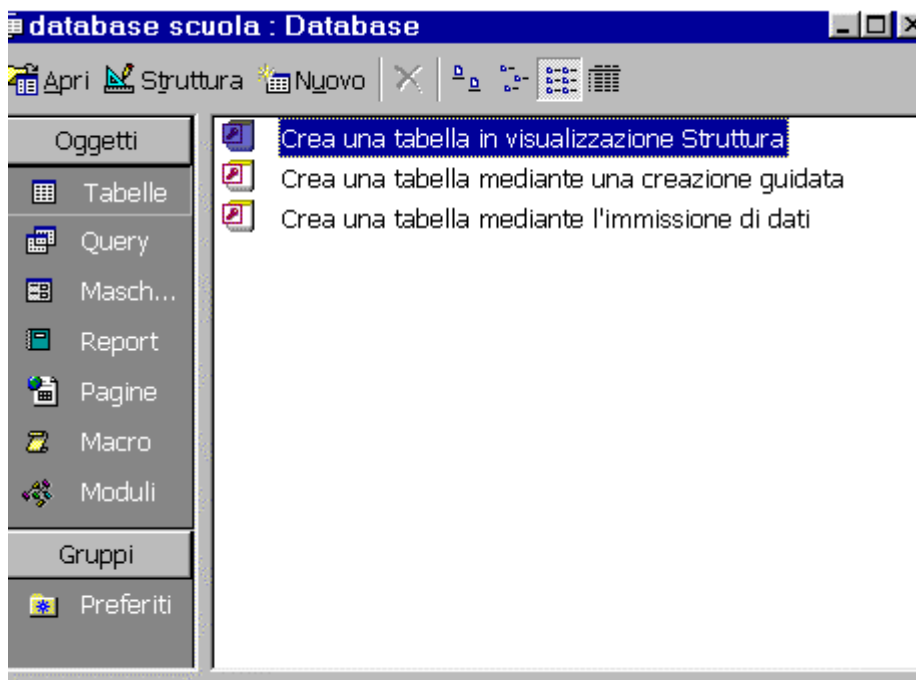 database scuola : Database
Apri Struttura Nuovo
Oggetti
Tabelle
Query
Masch...
Report
Pagine
Macro
Moduli
Gruppi
Preferiti
Crea una tabella in visualizzazione Struttura
Crea una tabella mediante una creazione guidata
Crea una tabella mediante l'immissione di dati